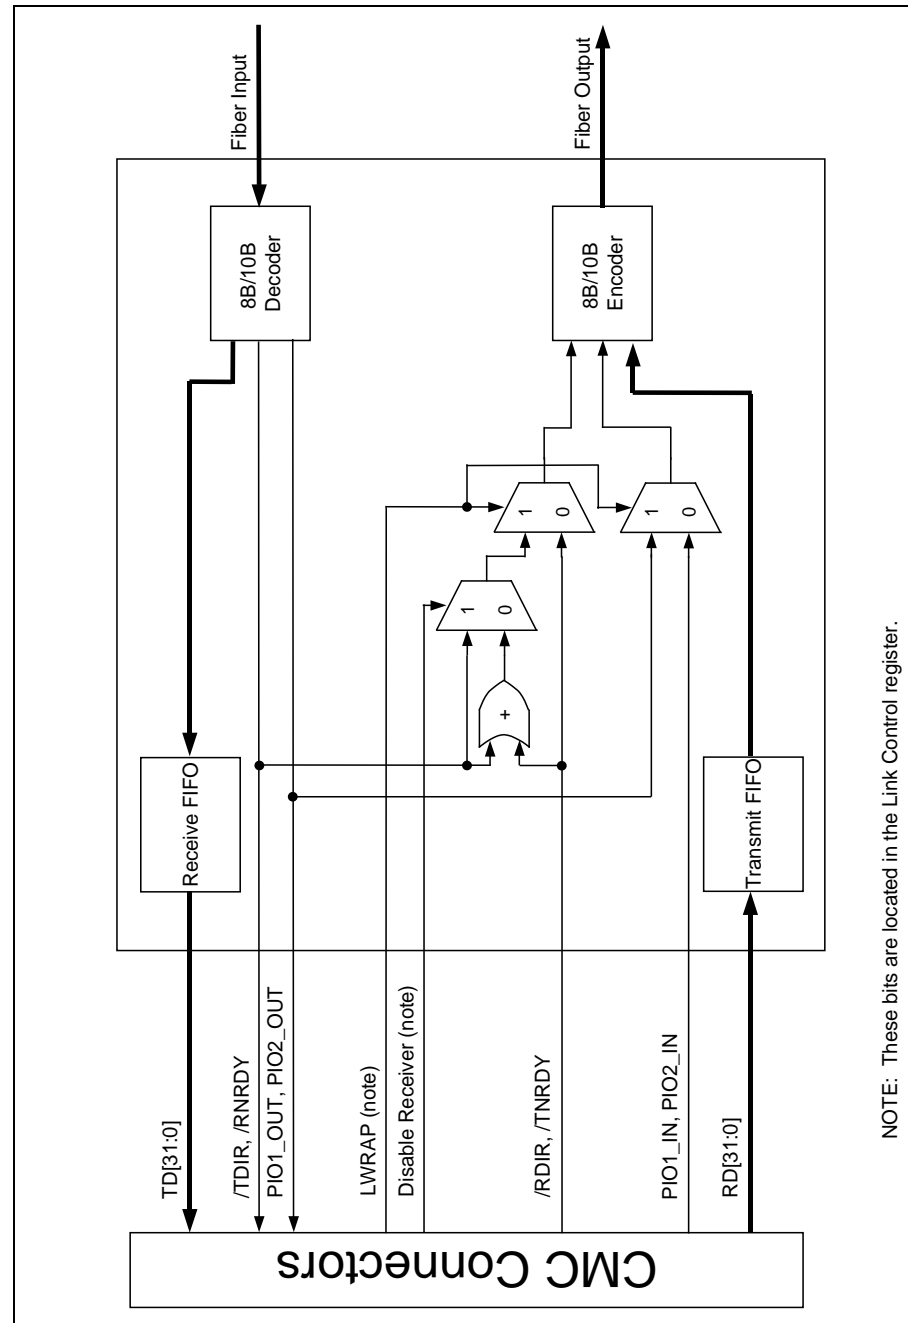 Fiber Input
Fiber Output
8B/10B
Decoder
8B/10B
Encoder
1
0
1
0
1
0
+
Receive FIFO
Transmit FIFO
TD[31:0]
/TDIR, /RNRDY
PIO1_OUT, PIO2_OUT
LWRAP (note)
Disable Receiver (note)
/RDIR, /TNRDY
PIO1_IN, PIO2_IN
RD[31:0]
CMC Connectors
NOTE: These bits are located in the Link Control register.